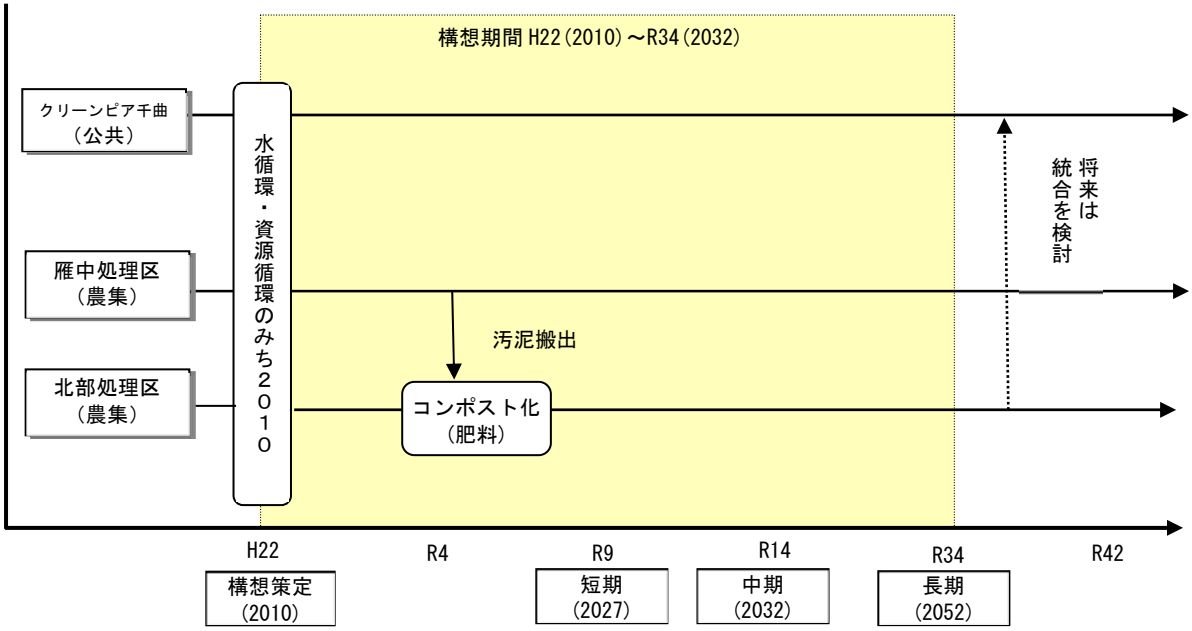 構想期間 H22(2010)～R34(2032)
クリーンピア千曲
（公共）
水循環・資源循環のみち２０１０
将来は
統合を検討
雁中処理区
（農集）
汚泥搬出
北部処理区
（農集）
コンポスト化
（肥料）
H22
R4
R9
R14
R34
R42
構想策定
(2010)
短期
(2027)
中期
(2032)
長期
(2052)